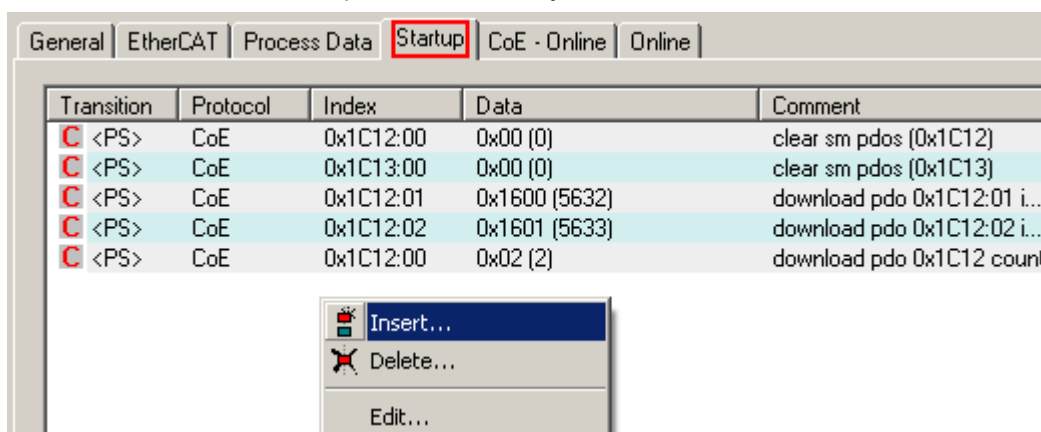 General EtherCAT Process Data Startup CoE - Online Online
Transition Protocol Index Data Comment
C <PS> CoE 0x1C12:00 0x00 (0) clear sm pdos (0x1C12)
C <PS> CoE 0x1C13:00 0x00 (0) clear sm pdos (0x1C13)
C <PS> CoE 0x1C12:01 0x1600 (5632) download pdo 0x1C12:01 i...
C <PS> CoE 0x1C12:02 0x1601 (5633) download pdo 0x1C12:02 i...
C <PS> CoE 0x1C12:00 0x02 (2) download pdo 0x1C12 count
Insert...
Delete...
Edit...